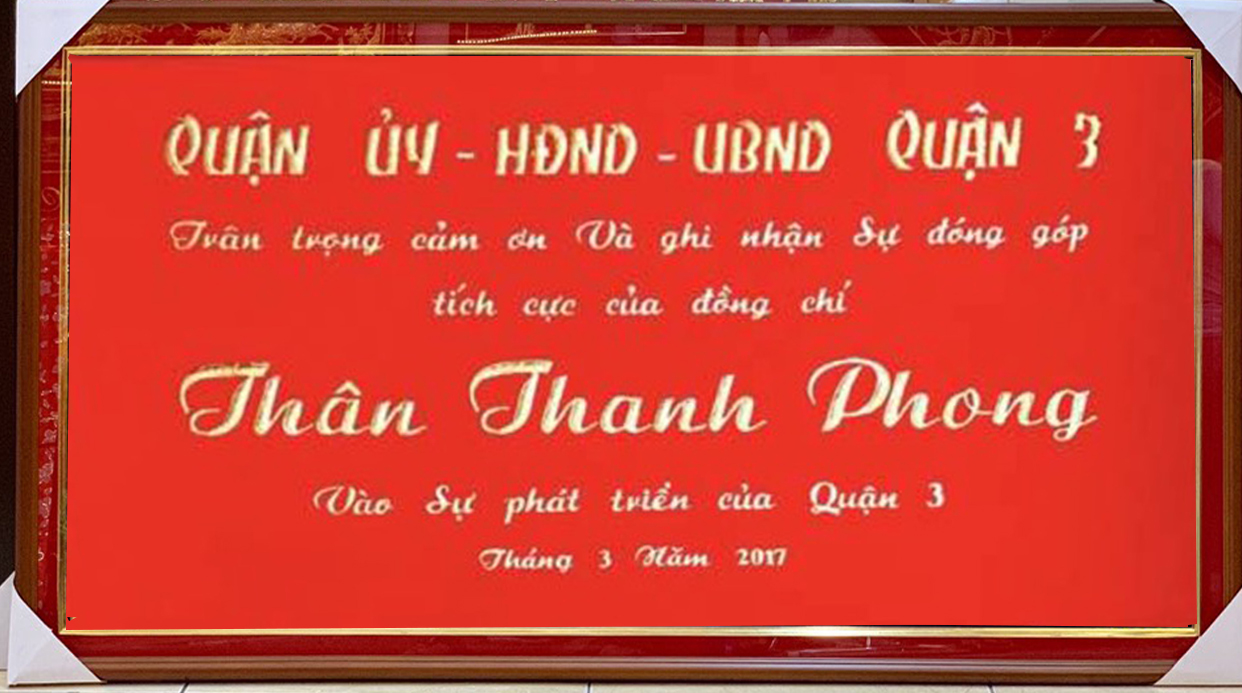 QUẬN ỦY - HĐND - UBND QUẬN 3
Trân trọng cảm ơn Và ghi nhận Sự đóng góp
tích cực của đồng chí
Thân Thanh Phong
Vào Sự phát triển của Quận 3
Tháng 3 Năm 2017